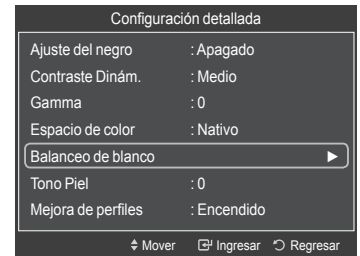 Configuración detallada
Ajuste del negro : Apagado
Contraste Dinám. : Medio
Gamma : 0
Espacio de color : Nativo
Balanceo de blanco ►
Tono Piel : 0
Mejora de perfiles : Encendido
Mover Ingresar Regresar